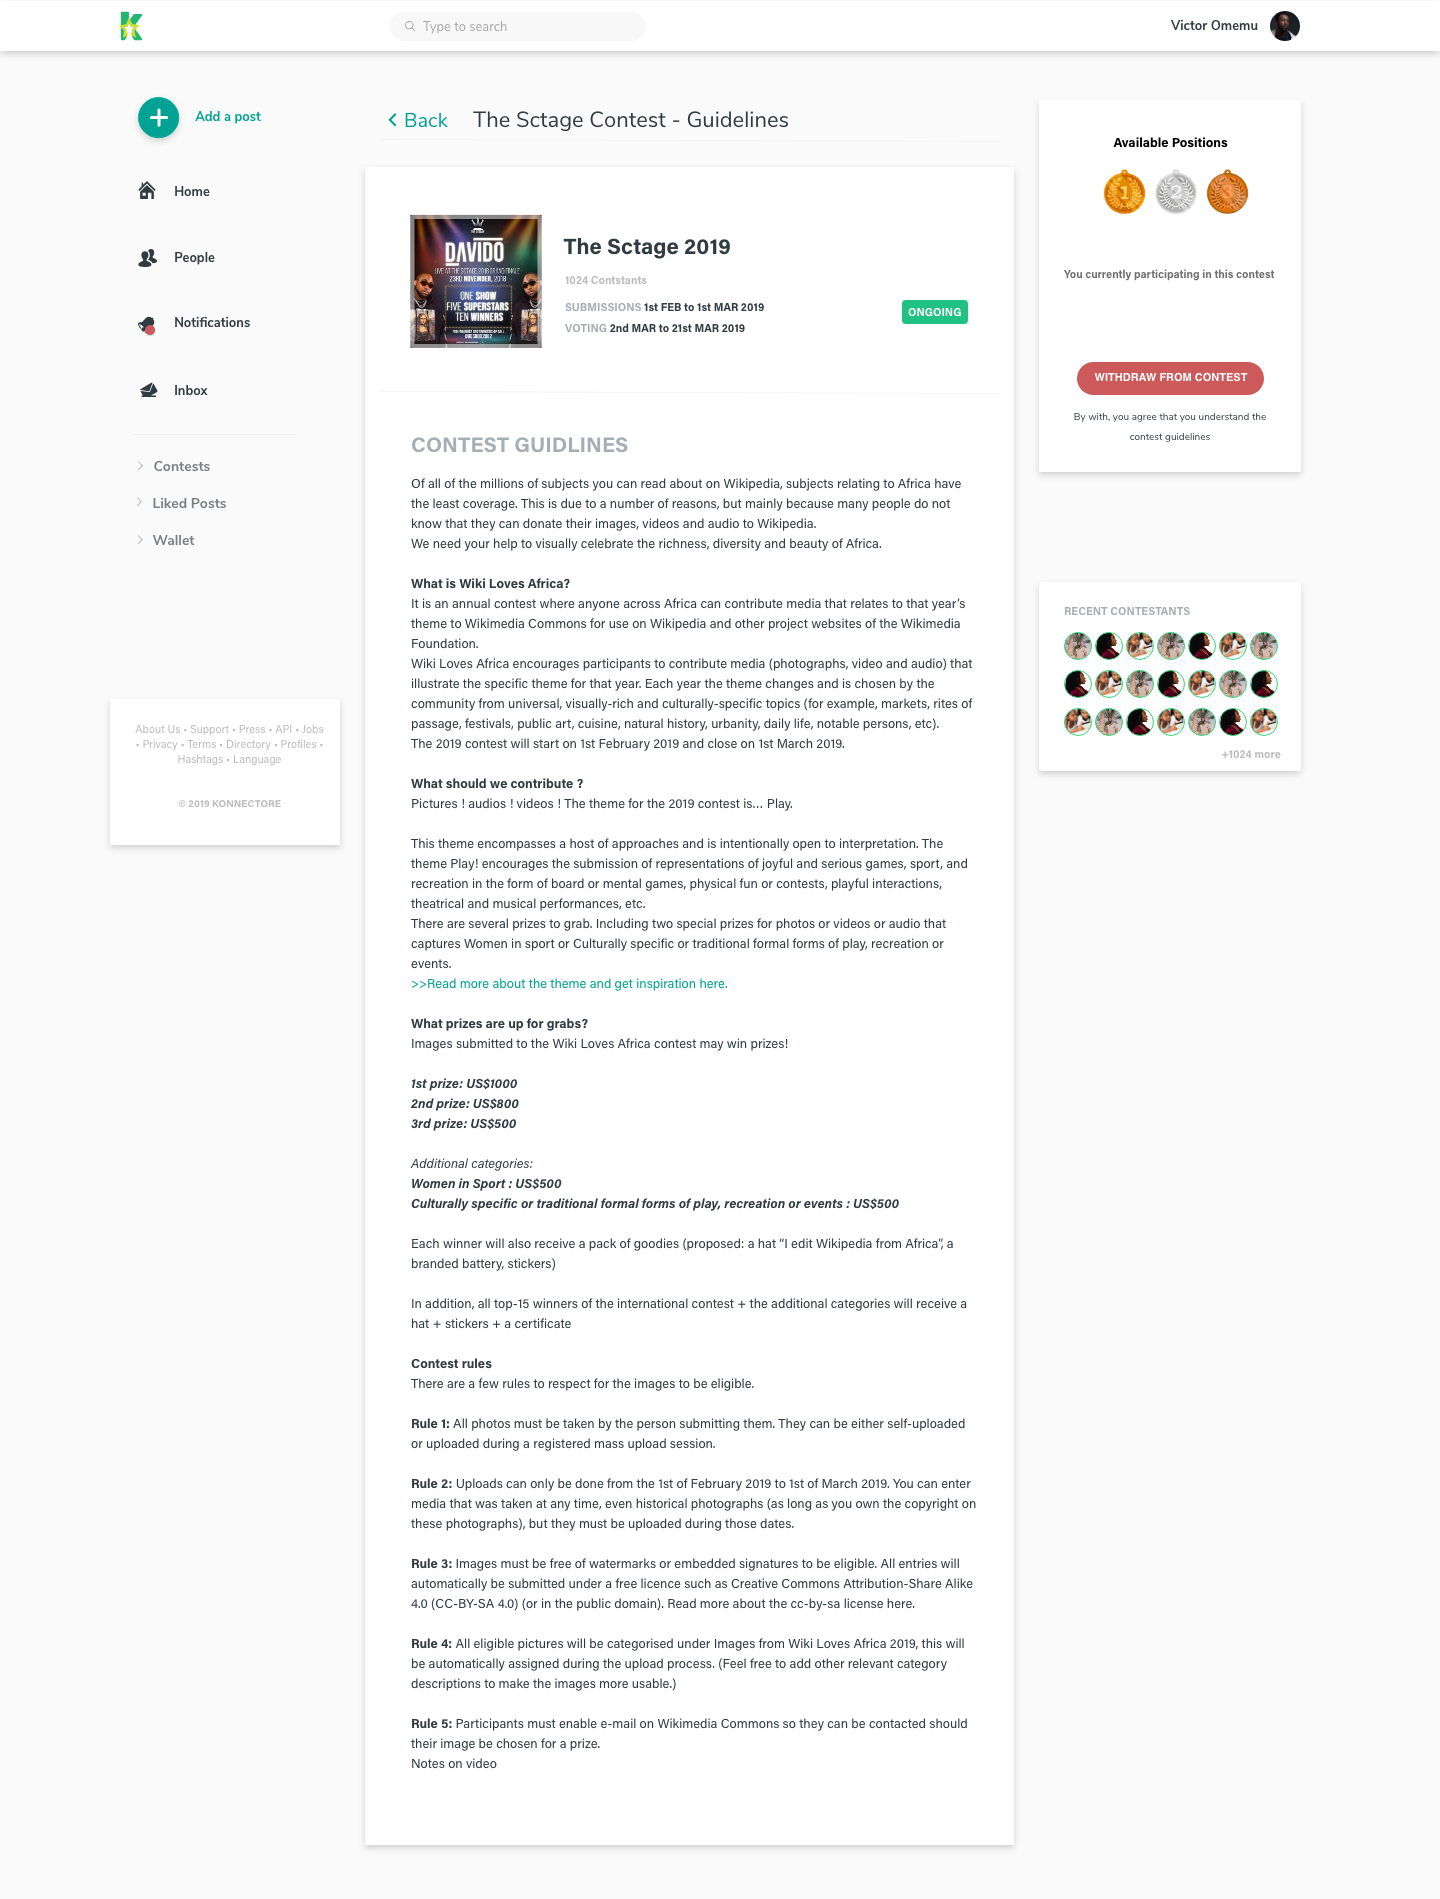 K
Type to search
Victor Omemu
Add a post
Home
People
Notifications
Inbox
Contests
Liked Posts
Wallet
About Us • Support • Press • API • Jobs
• Privacy • Terms • Directory • Profiles •
Hashtags • Language
© 2019 KONNECTORE
Back
The Sctage Contest - Guidelines
DAVIDO
LIVE AT THE SCTAGE 2018 GRAND FINALE
23RD NOVEMBER, 2018
ONE SHOW
FIVE SUPERSTARS
TEN WINNERS
The Sctage 2019
1024 Contstants
SUBMISSIONS 1st FEB to 1st MAR 2019
VOTING 2nd MAR to 21st MAR 2019
ONGOING
CONTEST GUIDLINES
Of all of the millions of subjects you can read about on Wikipedia, subjects relating to Africa have
the least coverage. This is due to a number of reasons, but mainly because many people do not
know that they can donate their images, videos and audio to Wikipedia.
We need your help to visually celebrate the richness, diversity and beauty of Africa.
What is Wiki Loves Africa?
It is an annual contest where anyone across Africa can contribute media that relates to that year’s
theme to Wikimedia Commons for use on Wikipedia and other project websites of the Wikimedia
Foundation.
Wiki Loves Africa encourages participants to contribute media (photographs, video and audio) that
illustrate the specific theme for that year. Each year the theme changes and is chosen by the
community from universal, visually-rich and culturally-specific topics (for example, markets, rites of
passage, festivals, public art, cuisine, natural history, urbanity, daily life, notable persons, etc).
The 2019 contest will start on 1st February 2019 and close on 1st March 2019.
What should we contribute ?
Pictures ! audios ! videos ! The theme for the 2019 contest is… Play.
This theme encompasses a host of approaches and is intentionally open to interpretation. The
theme Play! encourages the submission of representations of joyful and serious games, sport, and
recreation in the form of board or mental games, physical fun or contests, playful interactions,
theatrical and musical performances, etc.
There are several prizes to grab. Including two special prizes for photos or videos or audio that
captures Women in sport or Culturally specific or traditional formal forms of play, recreation or
events.
>>Read more about the theme and get inspiration here.
What prizes are up for grabs?
Images submitted to the Wiki Loves Africa contest may win prizes!
1st prize: US$1000
2nd prize: US$800
3rd prize: US$500
Additional categories:
Women in Sport : US$500
Culturally specific or traditional formal forms of play, recreation or events : US$500
Each winner will also receive a pack of goodies (proposed: a hat “I edit Wikipedia from Africa”, a
branded battery, stickers)
In addition, all top-15 winners of the international contest + the additional categories will receive a
hat + stickers + a certificate
Contest rules
There are a few rules to respect for the images to be eligible.
Rule 1: All photos must be taken by the person submitting them. They can be either self-uploaded
or uploaded during a registered mass upload session.
Rule 2: Uploads can only be done from the 1st of February 2019 to 1st of March 2019. You can enter
media that was taken at any time, even historical photographs (as long as you own the copyright on
these photographs), but they must be uploaded during those dates.
Rule 3: Images must be free of watermarks or embedded signatures to be eligible. All entries will
automatically be submitted under a free licence such as Creative Commons Attribution-Share Alike
4.0 (CC-BY-SA 4.0) (or in the public domain). Read more about the cc-by-sa license here.
Rule 4: All eligible pictures will be categorised under Images from Wiki Loves Africa 2019, this will
be automatically assigned during the upload process. (Feel free to add other relevant category
descriptions to make the images more usable.)
Rule 5: Participants must enable e-mail on Wikimedia Commons so they can be contacted should
their image be chosen for a prize.
Notes on video
Available Positions
1 2 3
You currently participating in this contest
WITHDRAW FROM CONTEST
By with, you agree that you understand the
contest guidelines
RECENT CONTESTANTS
+1024 more